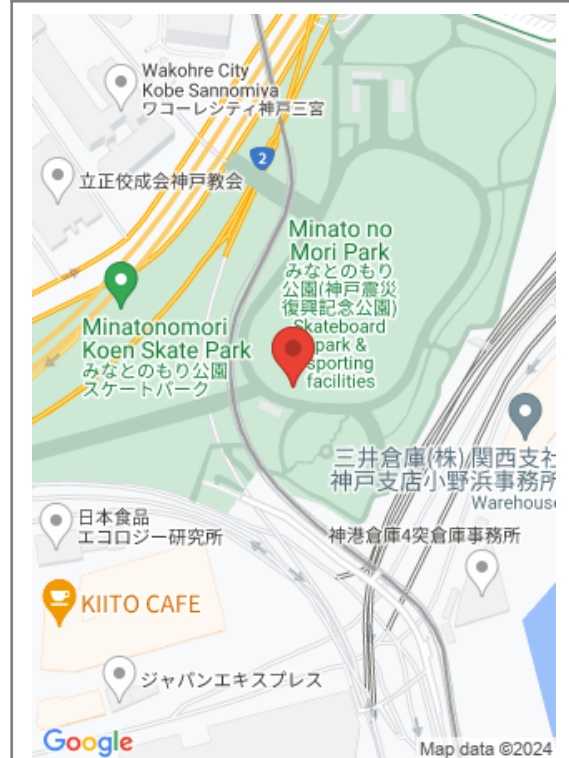 Wakohre City
Kobe Sannomiya
ワコーレシティ神戸三宮
2
立正佼成会神戸教会
Minato no
Mori Park
みなとのもり
公園(神戸震災
復興記念公園)
Skateboard
park &
sporting
facilities
Minatonomori
Koen Skate Park
みなとのもり公園
スケートパーク
三井倉庫(株) 関西支社
神戸支店小野浜事務所
Warehouse
日本食品
エコロジー研究所
神港倉庫4突倉庫事務所
KIITO CAFE
ジャパンエキスプレス
Google
Map data ©2024